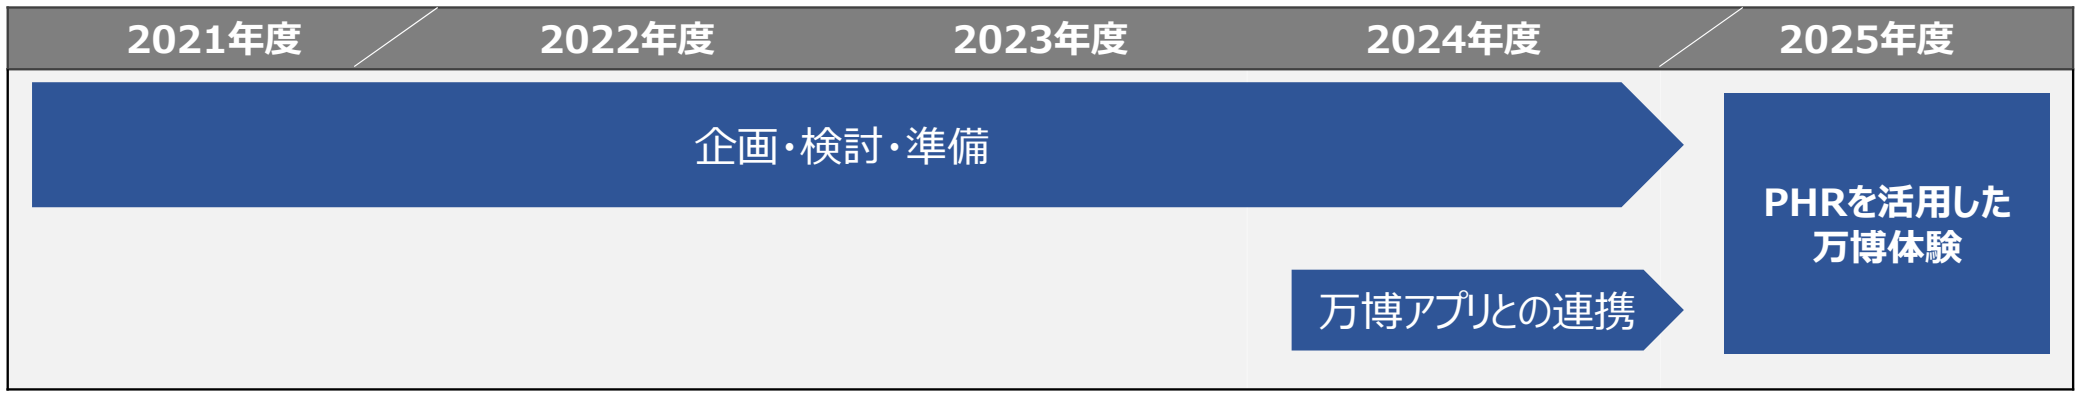 2021年度 2022年度 2023年度 2024年度 2025年度
企画・検討・準備
PHRを活用した
万博体験
万博アプリとの連携